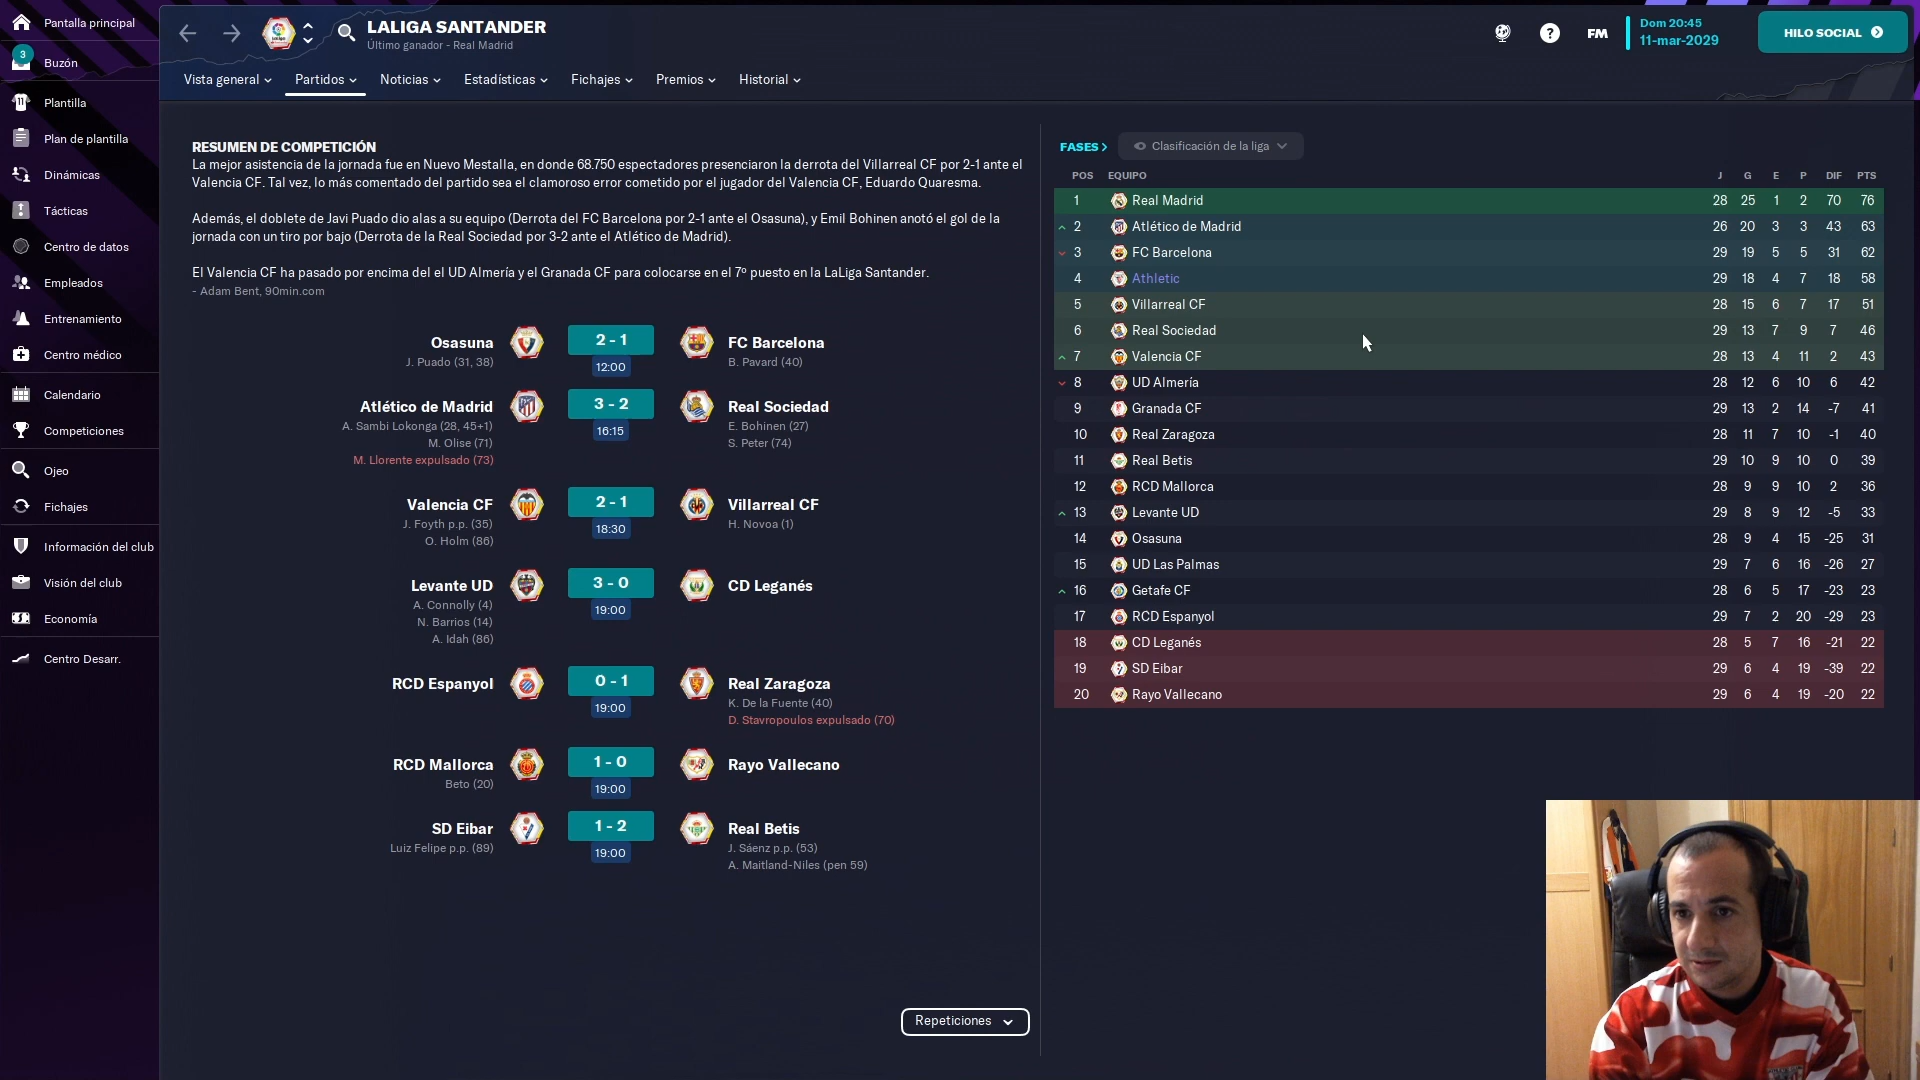 Pantalla principal
3
Buzón
Plantilla
Plan de plantilla
Dinámicas
Tácticas
Centro de datos
Empleados
Entrenamiento
Centro médico
Calendario
Competiciones
Ojeo
Fichajes
Información del club
Visión del club
Economía
Centro Desarr.
LALIGA SANTANDER
Último ganador - Real Madrid
FM
Dom 20:45
11-mar-2029
HILO SOCIAL
Vista general
Partidos
Noticias
Estadísticas
Fichajes
Premios
Historial
RESUMEN DE COMPETICIÓN
La mejor asistencia de la jornada fue en Nuevo Mestalla, en donde 68.750 espectadores presenciaron la derrota del Villarreal CF por 2-1 ante el
Valencia CF. Tal vez, lo más comentado del partido sea el clamoroso error cometido por el jugador del Valencia CF, Eduardo Quaresma.
Además, el doblete de Javi Puado dio alas a su equipo (Derrota del FC Barcelona por 2-1 ante el Osasuna), y Emil Bohinen anotó el gol de la
jornada con un tiro por bajo (Derrota de la Real Sociedad por 3-2 ante el Atlético de Madrid).
El Valencia CF ha pasado por encima del el UD Almería y el Granada CF para colocarse en el 7º puesto en la LaLiga Santander.
- Adam Bent, 90min.com
Osasuna 2 - 1 FC Barcelona
J. Puado (31, 38) 12:00 B. Pavard (40)
Atlético de Madrid 3 - 2 Real Sociedad
A. Sambi Lokonga (28, 45+1) 16:15 E. Bohinen (27)
M. Olise (71) S. Peter (74)
M. Llorente expulsado (73)
Valencia CF 2 - 1 Villarreal CF
J. Foyth p.p. (35) 18:30 H. Novoa (1)
O. Holm (86)
Levante UD 3 - 0 CD Leganés
A. Connolly (4) 19:00
N. Barrios (14)
A. Idah (86)
RCD Espanyol 0 - 1 Real Zaragoza
19:00 K. De la Fuente (40)
D. Stavropoulos expulsado (70)
RCD Mallorca 1 - 0 Rayo Vallecano
Beto (20) 19:00
SD Eibar 1 - 2 Real Betis
Luiz Felipe p.p. (89) 19:00 J. Sáenz p.p. (53)
A. Maitland-Niles (pen 59)
Repeticiones
FASES Clasificación de la liga
POS EQUIPO J G E P DIF PTS
1 Real Madrid 28 25 1 2 70 76
2 Atlético de Madrid 26 20 3 3 43 63
3 FC Barcelona 29 19 5 5 31 62
4 Athletic 29 18 4 7 18 58
5 Villarreal CF 28 15 6 7 17 51
6 Real Sociedad 29 13 7 9 7 46
7 Valencia CF 28 13 4 11 2 43
8 UD Almería 28 12 6 10 6 42
9 Granada CF 29 13 2 14 -7 41
10 Real Zaragoza 28 11 7 10 -1 40
11 Real Betis 29 10 9 10 0 39
12 RCD Mallorca 28 9 9 10 2 36
13 Levante UD 29 8 9 12 -5 33
14 Osasuna 28 9 4 15 -25 31
15 UD Las Palmas 29 7 6 16 -26 27
16 Getafe CF 28 6 5 17 -23 23
17 RCD Espanyol 29 7 2 20 -29 23
18 CD Leganés 28 5 7 16 -21 22
19 SD Eibar 29 6 4 19 -39 22
20 Rayo Vallecano 29 6 4 19 -20 22